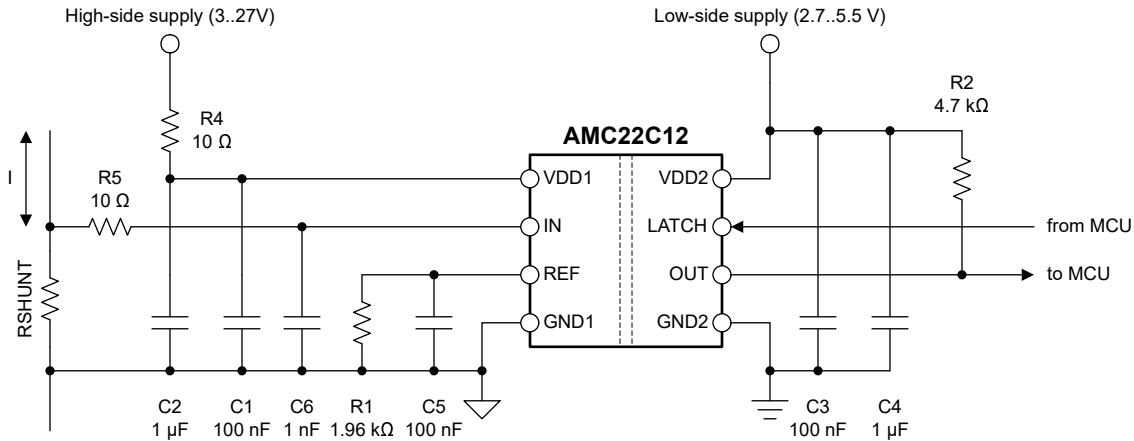 High-side supply (3..27V)
Low-side supply (2.7..5.5 V)
R2
4.7 kΩ
R4
10 Ω
AMC22C12
I
R5
10 Ω
VDD1
VDD2
IN
LATCH
from MCU
REF
OUT
to MCU
RSHUNT
GND1
GND2
C2
1 µF
C1
100 nF
C6
1 nF
R1
1.96 kΩ
C5
100 nF
C3
100 nF
C4
1 µF